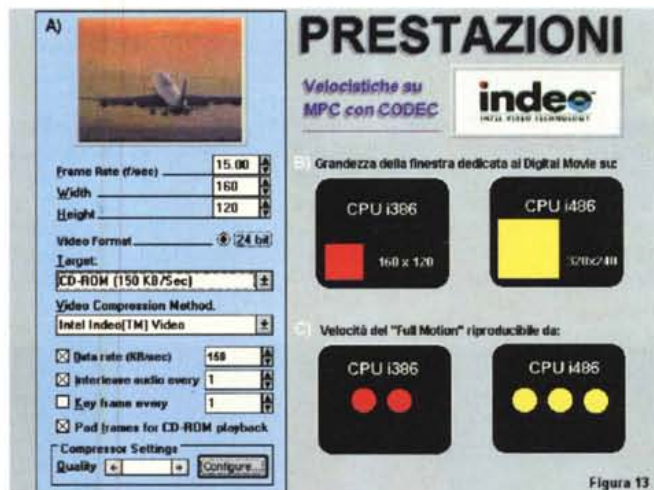 A)
Frame Rate (f/sec) 15.00
Width 160
Height 120
Video Format 24 bit
Target:
CD-ROM (150 KB/Sec)
Video Compression Method.
Intel Indeo[TM] Video
Data rate (KB/sec) 150
Interlease audio every 1
Key frame every 1
Pad frames for CD-ROM playback
Compressor Settings
Quality
Configure...
PRESTAZIONI
Velocistiche su
MPC con CODEC
indeo
INTEL VIDEO TECHNOLOGY
B) Grandezza della finestra dedicata al Digital Movie su:
CPU i386
160 x 120
CPU i486
320x240
C) Velocità del "Full Motion" riproducibile da:
CPU i386
CPU i486
Figura 13